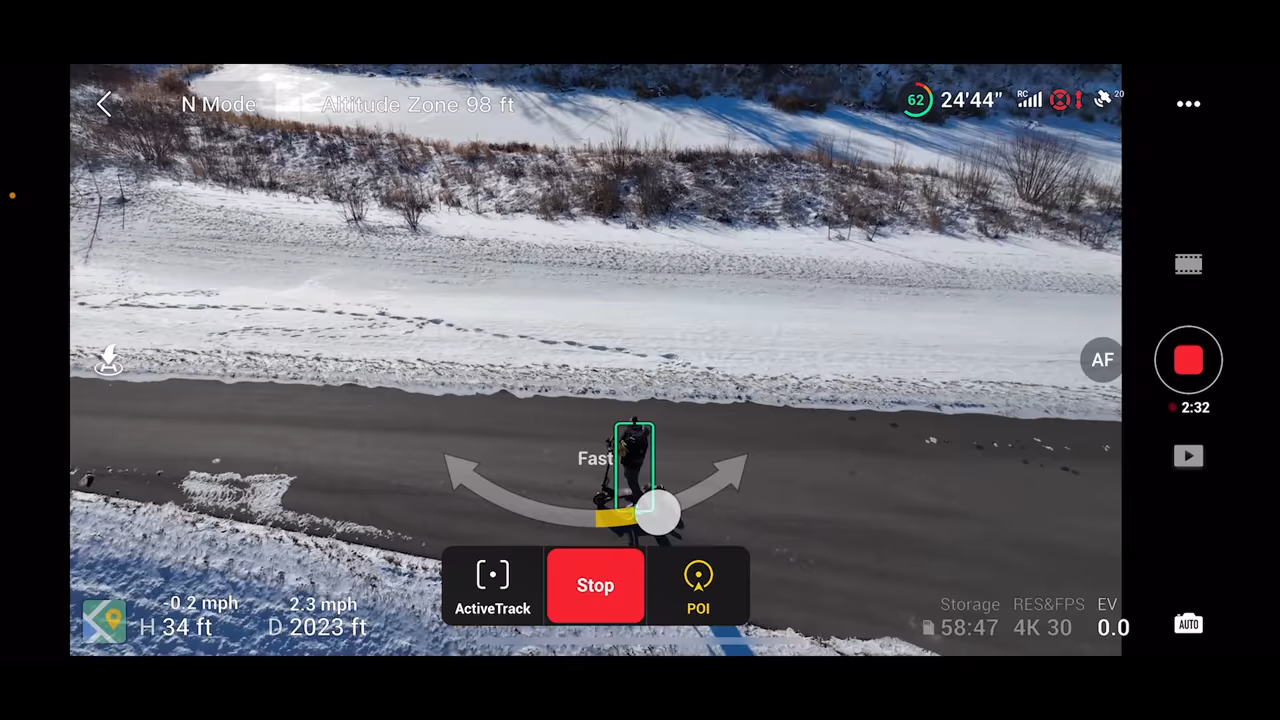 N Mode
Altitude Zone 98 ft
62
24'44"
RC
20
AF
2:32
Fast
Stop
ActiveTrack
POI
-0.2 mph
2.3 mph
H 34 ft
D 2023 ft
Storage
RES&FPS
EV
58:47
4K 30
0.0
AUTO